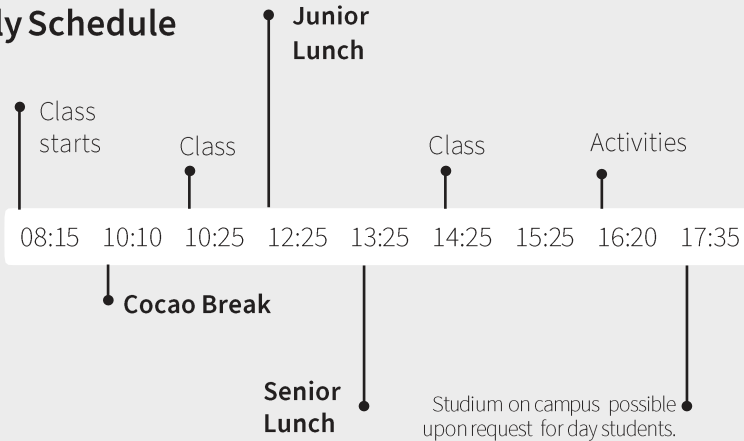 ly Schedule
Junior
Lunch
Class
starts
Class
Class
Activities
08:15 10:10 10:25 12:25 13:25 14:25 15:25 16:20 17:35
Cocao Break
Senior
Lunch
Studium on campus possible
upon request for day students.